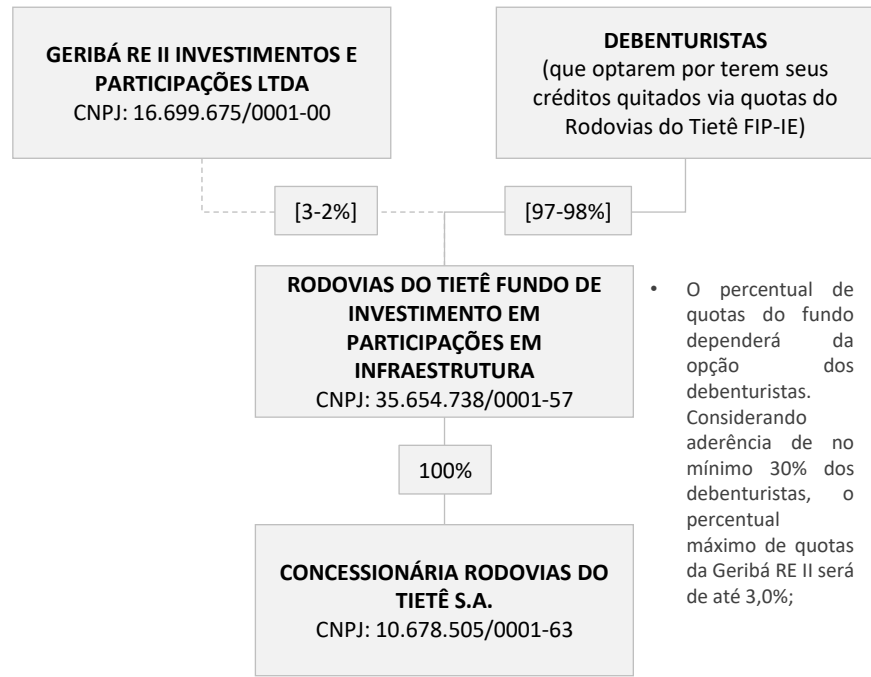 GERIBÁ RE II INVESTIMENTOS E
PARTICIPAÇÕES LTDA
CNPJ: 16.699.675/0001-00
DEBENTURISTAS
(que optarem por terem seus
créditos quitados via quotas do
Rodovias do Tietê FIP-IE)
[3-2%]
[97-98%]
RODOVIAS DO TIETÊ FUNDO DE
INVESTIMENTO EM
PARTICIPAÇÕES EM
INFRAESTRUTURA
CNPJ: 35.654.738/0001-57
• O percentual de
quotas do fundo
dependerá da
opção dos
debenturistas.
Considerando
aderência de no
mínimo 30% dos
debenturistas, o
percentual
máximo de quotas
da Geribá RE II será
de até 3,0%;
100%
CONCESSIONÁRIA RODOVIAS DO
TIETÊ S.A.
CNPJ: 10.678.505/0001-63